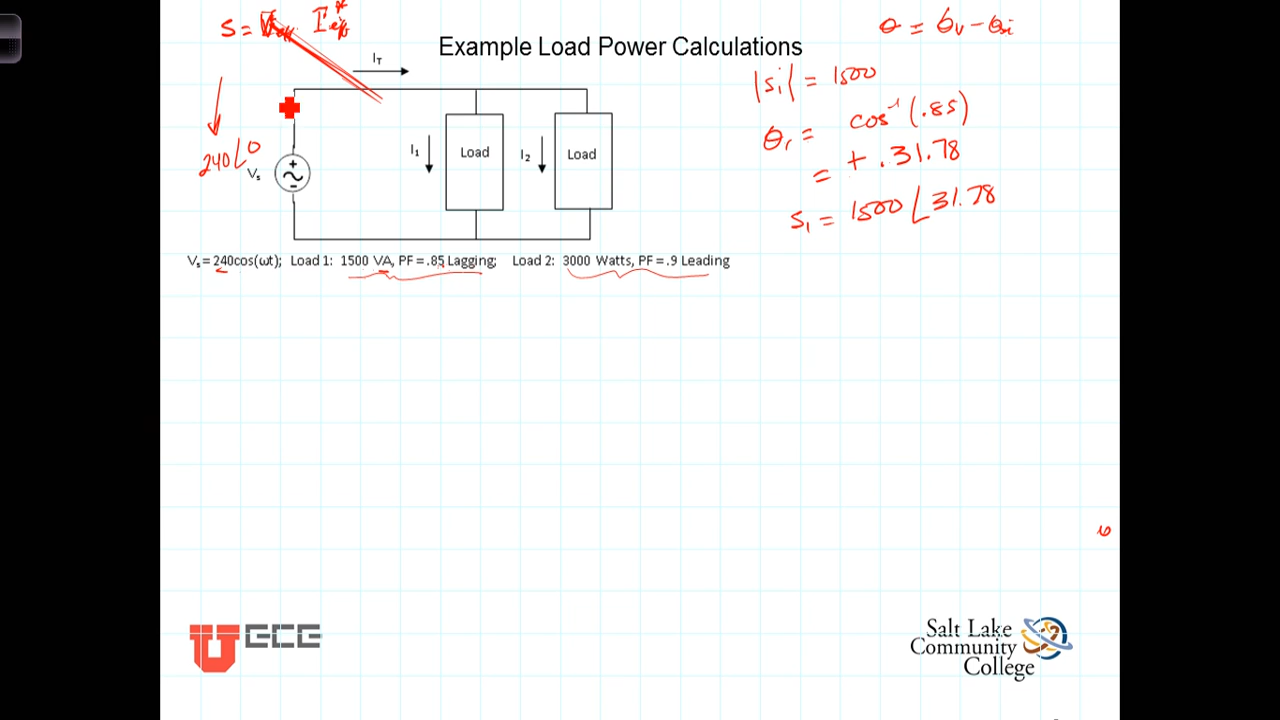 S = V̶e̶f̶f̶ I*eff
θ = θv - θi
Example Load Power Calculations
IT
|S₁| = 1500
θ₁ = cos⁻¹(.85)
= + .31.78
S₁ = 1500 ∠31.78
240∠0
Vs
+
-
I₁
Load
I₂
Load
Vs = 240cos(ωt); Load 1: 1500 VA, PF = .85 Lagging; Load 2: 3000 Watts, PF = .9 Leading
U ECE
Salt Lake
Community
College